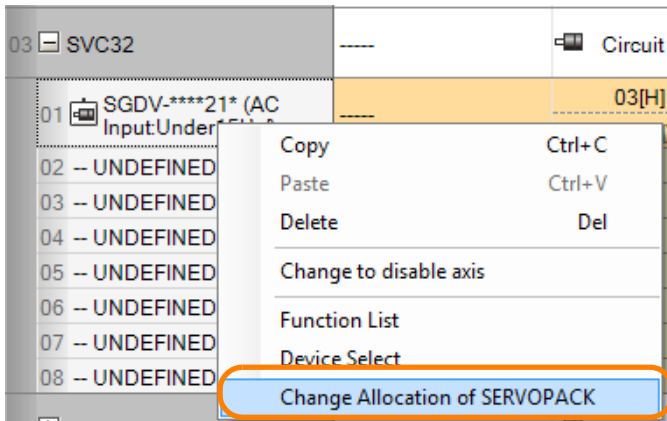 03 SVC32 ----- Circuit
01 SGDV-****21* (AC ----- 03[H]
Input:Under
Copy Ctrl+C
02 -- UNDEFINED
Paste Ctrl+V
03 -- UNDEFINED
Delete Del
04 -- UNDEFINED
05 -- UNDEFINED Change to disable axis
06 -- UNDEFINED Function List
07 -- UNDEFINED
Device Select
08 -- UNDEFINED
Change Allocation of SERVOPACK